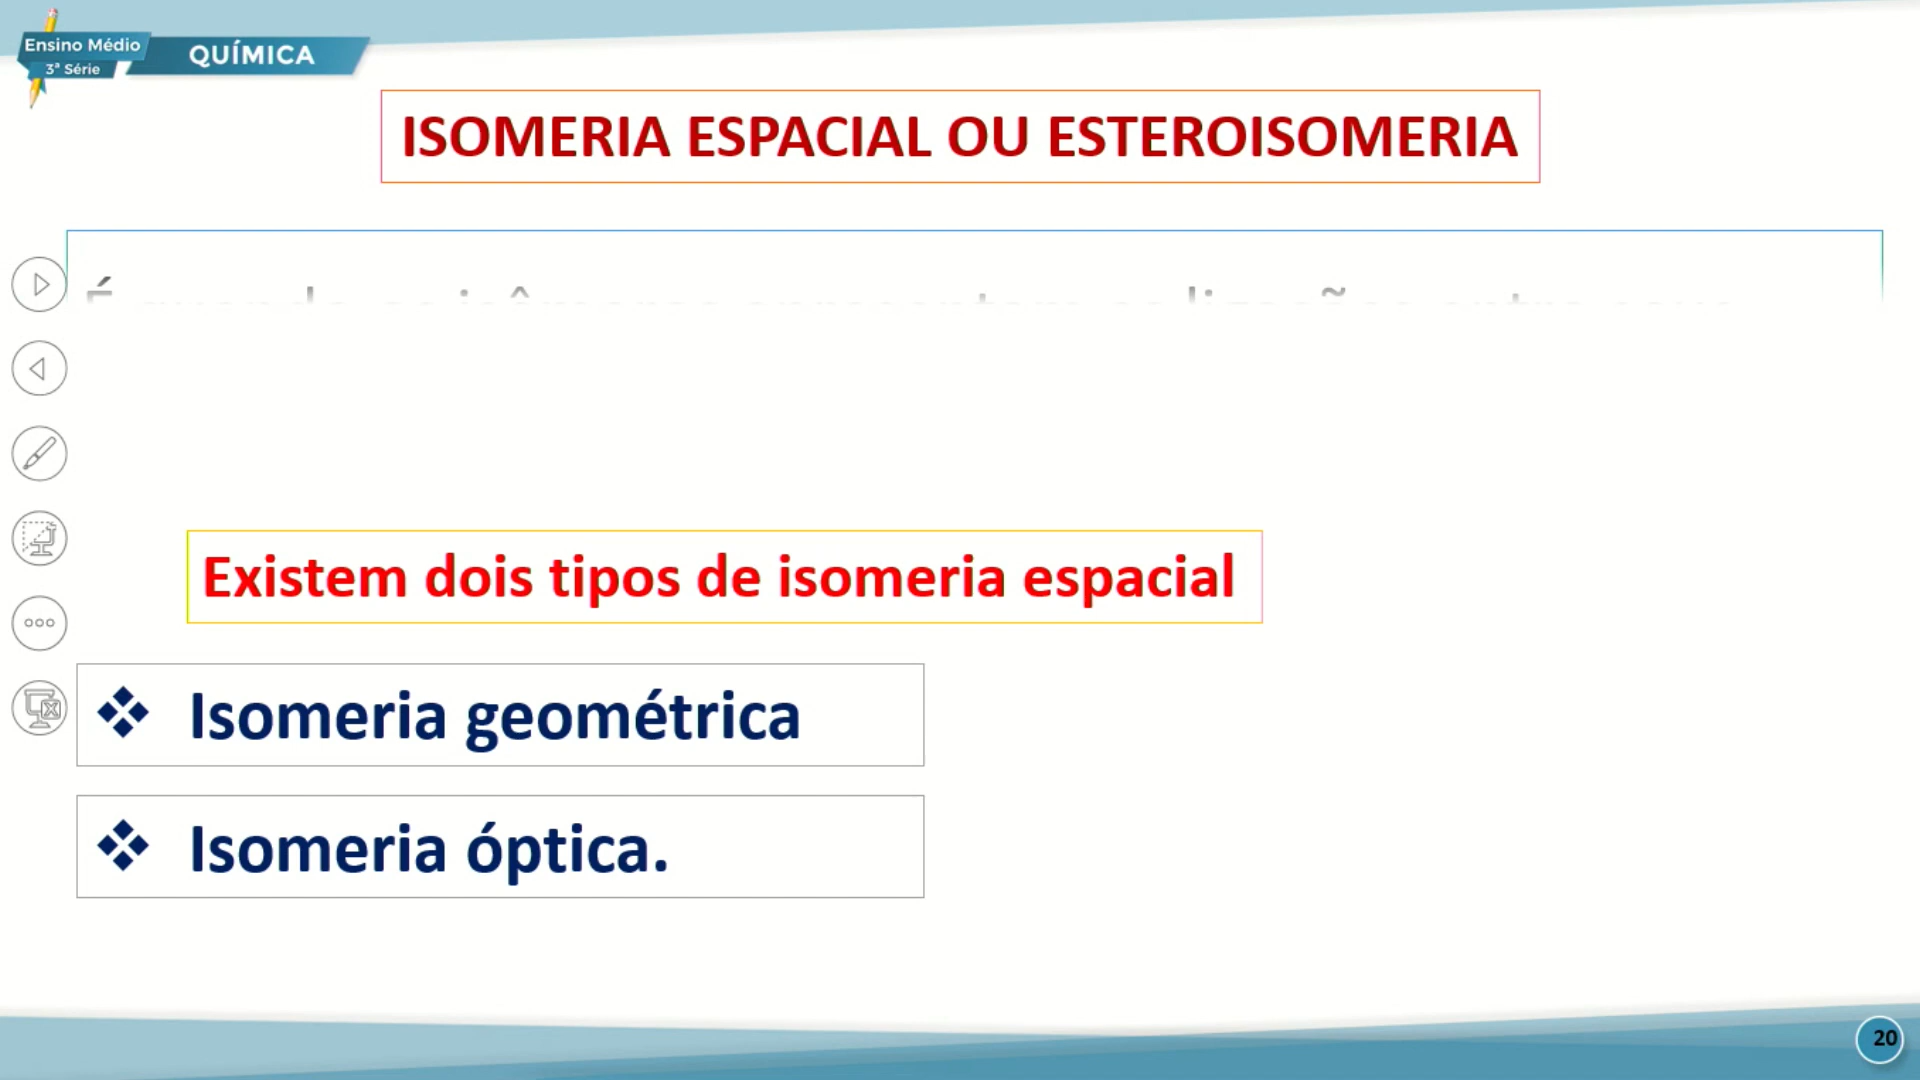 Ensino Médio
3ª Série
QUÍMICA
ISOMERIA ESPACIAL OU ESTEROISOMERIA
Existem dois tipos de isomeria espacial
❖ Isomeria geométrica
❖ Isomeria óptica.
20